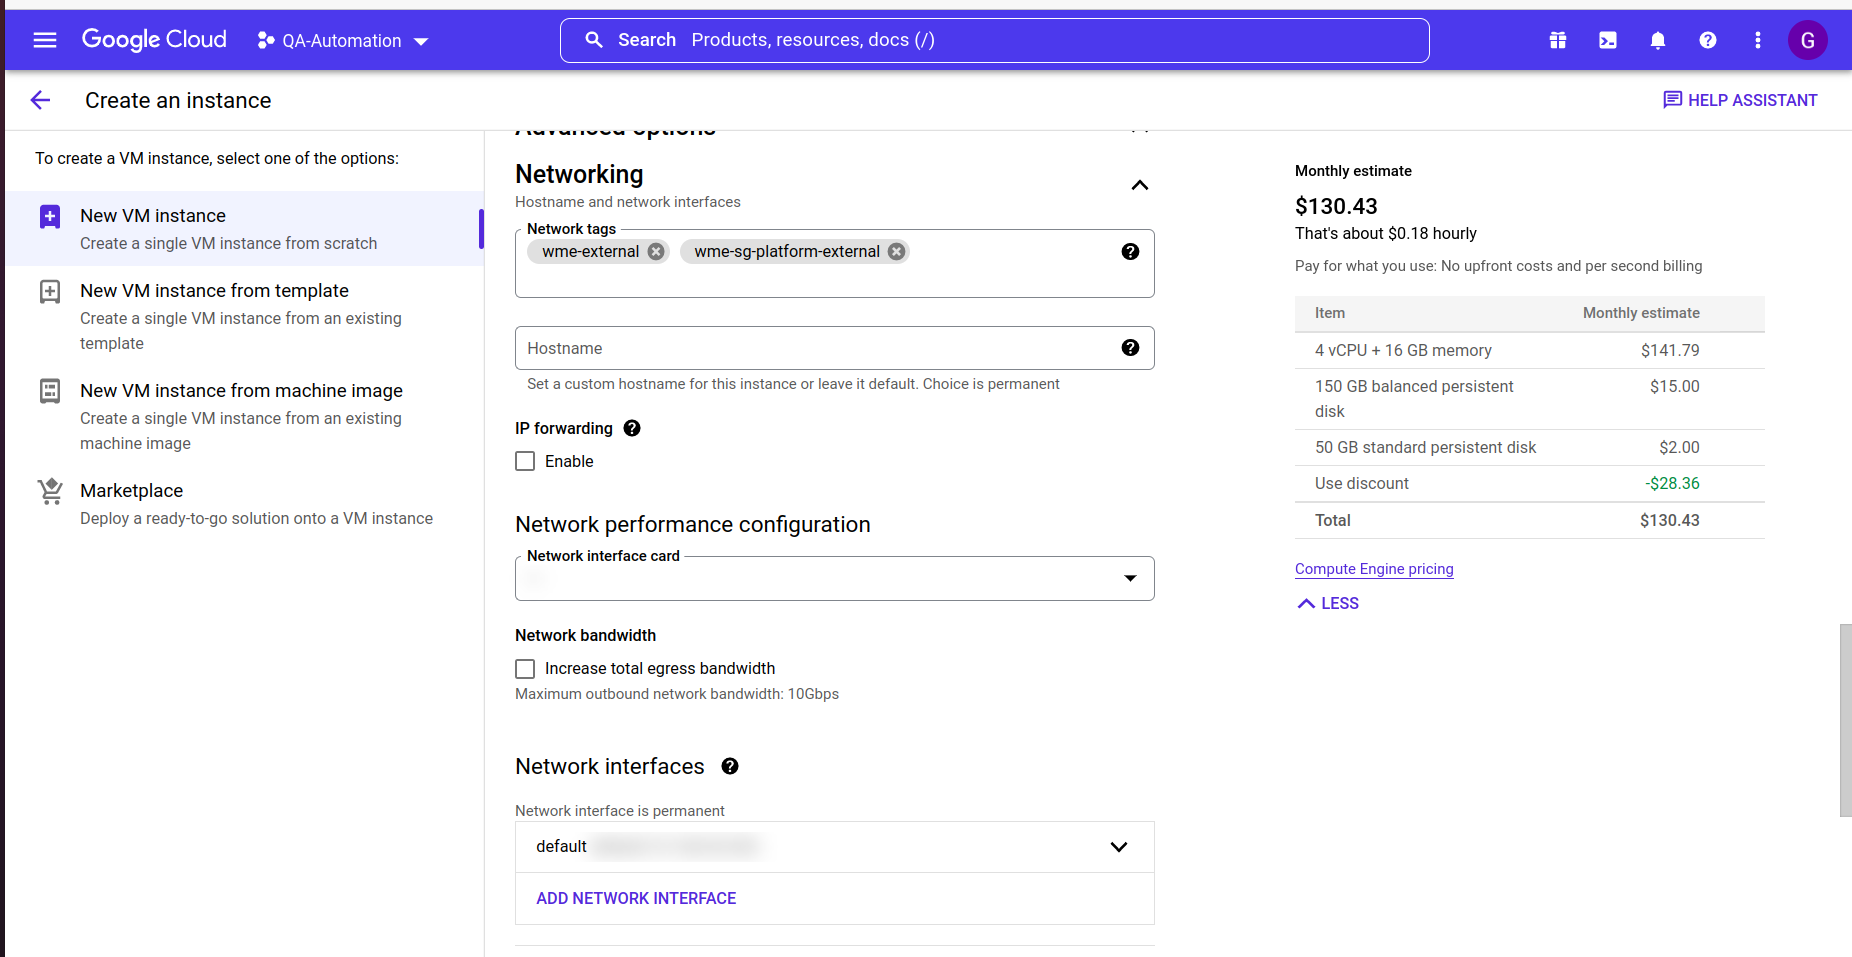 Google Cloud
QA-Automation
Search Products, resources, docs (/)
G
Create an instance
HELP ASSISTANT
To create a VM instance, select one of the options:
New VM instance
Create a single VM instance from scratch
New VM instance from template
Create a single VM instance from an existing
template
New VM instance from machine image
Create a single VM instance from an existing
machine image
Marketplace
Deploy a ready-to-go solution onto a VM instance
Advanced options
Networking
Hostname and network interfaces
Network tags
wme-external wme-sg-platform-external
Hostname
Set a custom hostname for this instance or leave it default. Choice is permanent
IP forwarding
Enable
Network performance configuration
Network interface card
Network bandwidth
Increase total egress bandwidth
Maximum outbound network bandwidth: 10Gbps
Network interfaces
Network interface is permanent
default
ADD NETWORK INTERFACE
Monthly estimate
$130.43
That's about $0.18 hourly
Pay for what you use: No upfront costs and per second billing
Item Monthly estimate
4 vCPU + 16 GB memory $141.79
150 GB balanced persistent $15.00
disk
50 GB standard persistent disk $2.00
Use discount -$28.36
Total $130.43
Compute Engine pricing
LESS